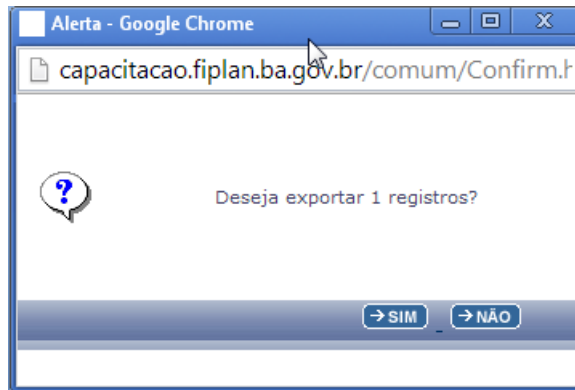 Alerta - Google Chrome
capacitacao.fiplan.ba.gov.br/comum/Confirm.h
?
Deseja exportar 1 registros?
SIM
NÃO